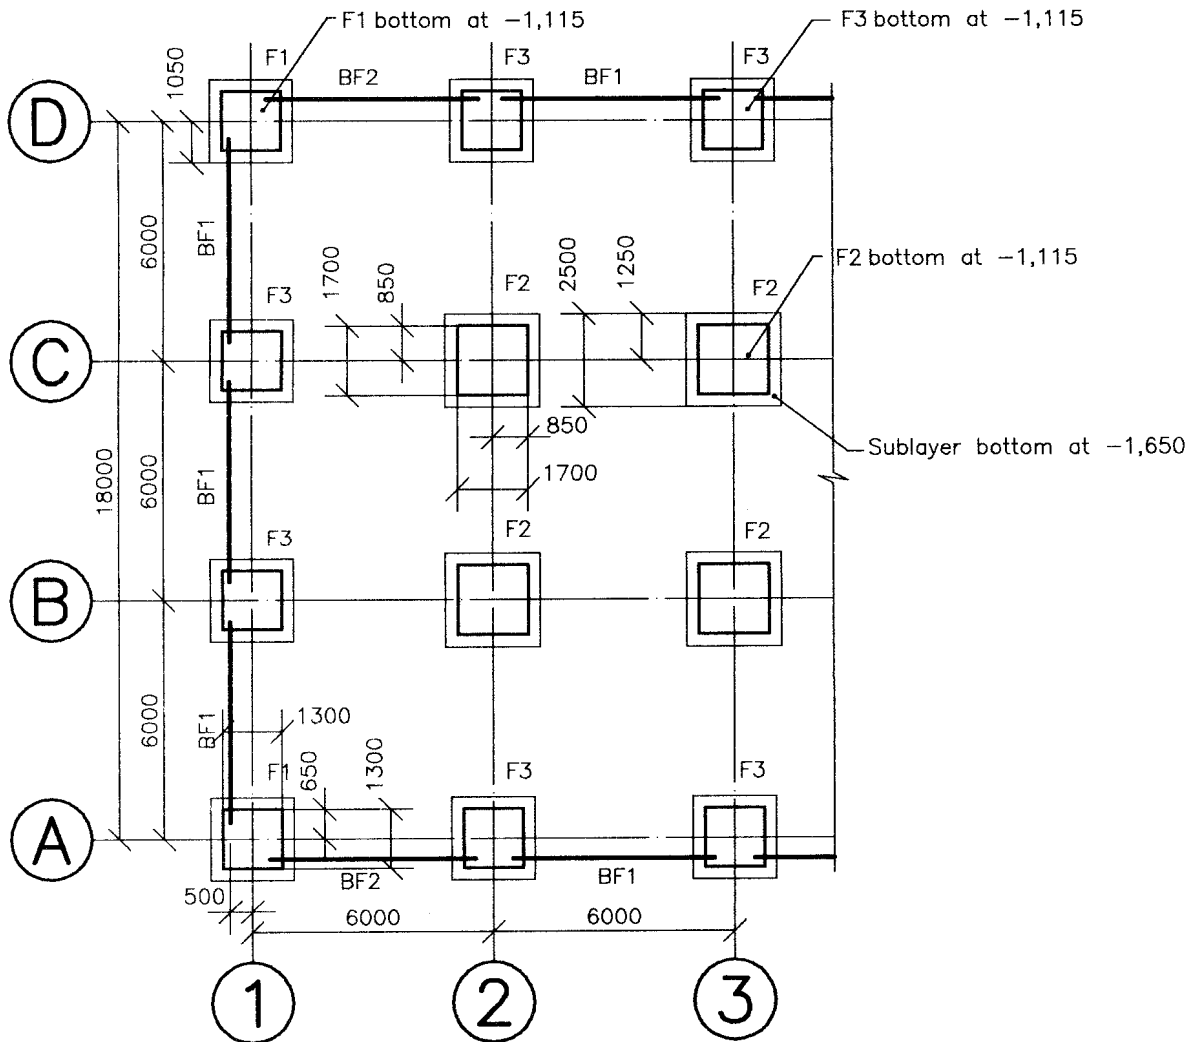 F1 bottom at −1,115
F3 bottom at −1,115
1050
F1
F3
F3
BF2
BF1
D
BF1
6000
F2 bottom at −1,115
1700
850
2500
1250
F3
F2
F2
C
850
Sublayer bottom at −1,650
1700
18000
6000
BF1
F3
F2
F2
B
6000
BF1
1300
F1
650
1300
F3
F3
A
BF2
BF1
500
6000
6000
1
2
3